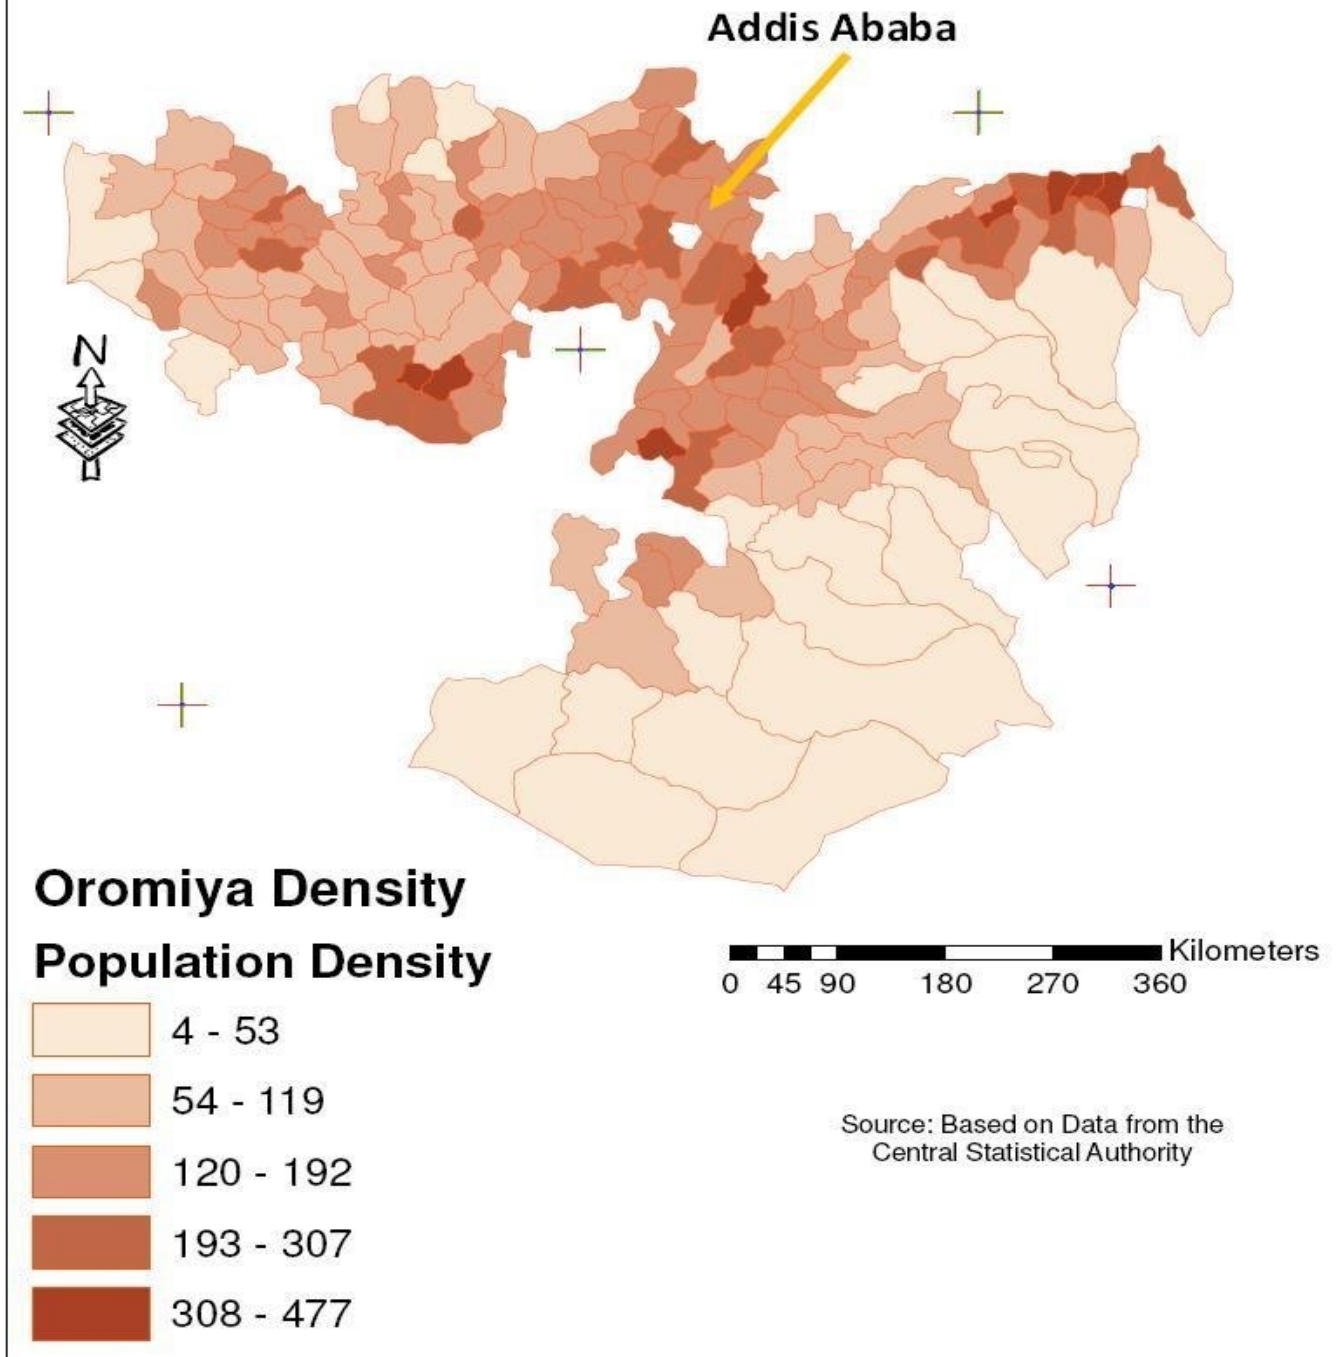 Addis Ababa
N
Oromiya Density
Population Density
4 - 53
54 - 119
120 - 192
193 - 307
308 - 477
Kilometers
0 45 90 180 270 360
Source: Based on Data from the
Central Statistical Authority